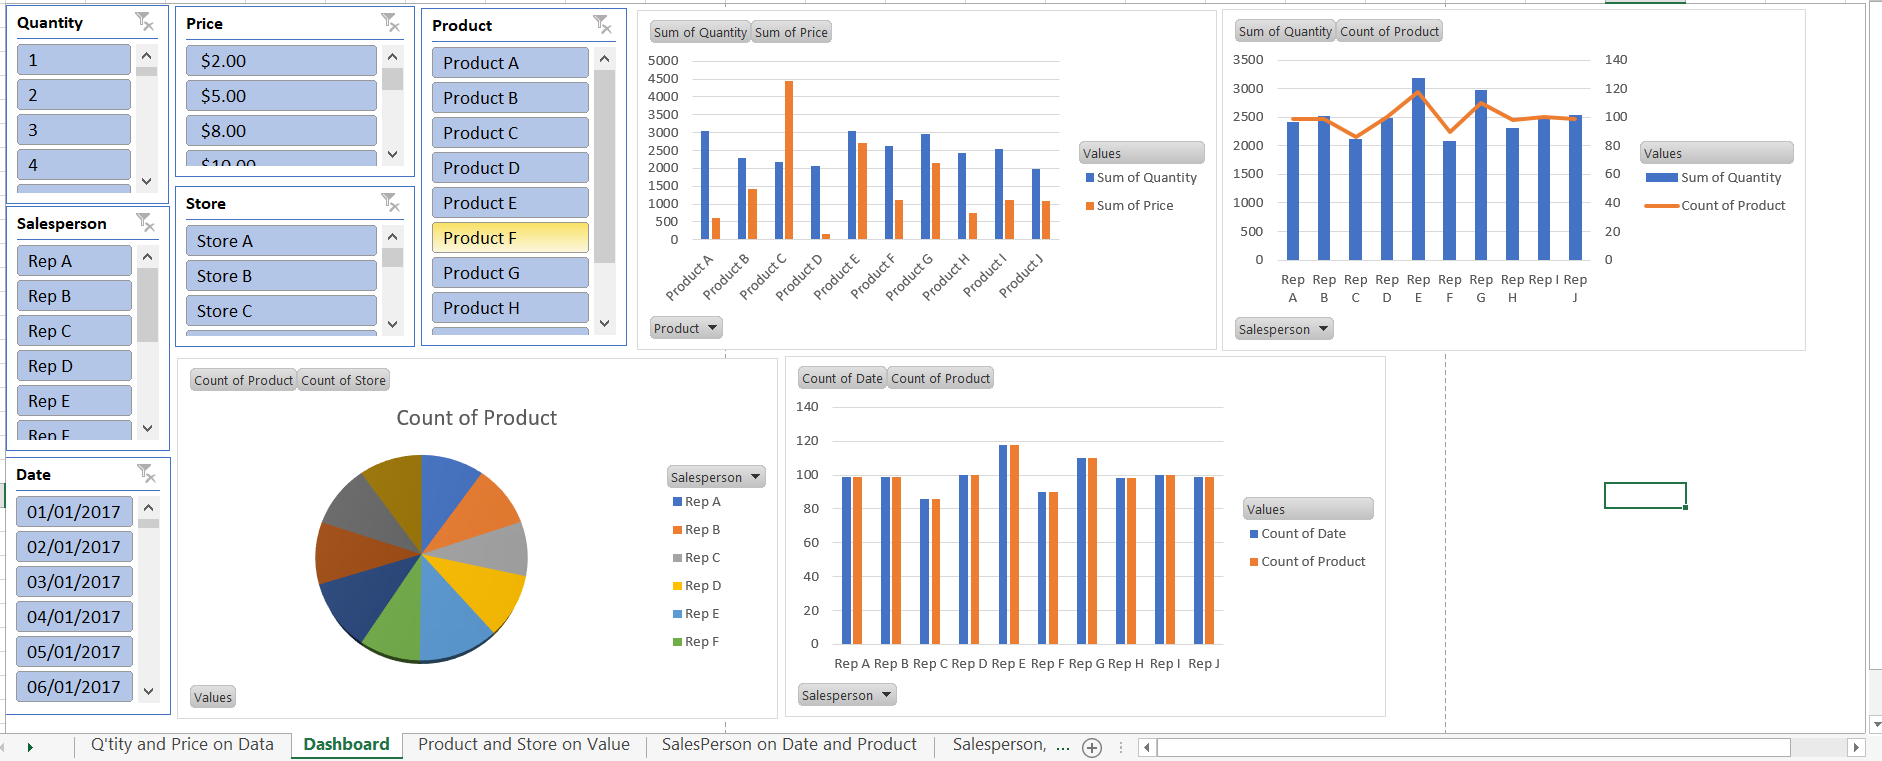 Quantity
1
2
3
4
Price
$2.00
$5.00
$8.00
$10.00
Product
Product A
Product B
Product C
Product D
Product E
Product F
Product G
Product H
Salesperson
Rep A
Rep B
Rep C
Rep D
Rep E
Rep F
Store
Store A
Store B
Store C
Date
01/01/2017
02/01/2017
03/01/2017
04/01/2017
05/01/2017
06/01/2017
Sum of Quantity Sum of Price
5000
4500
4000
3500
3000
2500
2000
1500
1000
500
0
Product A Product B Product C Product D Product E Product F Product G Product H Product I Product J
Values
Sum of Quantity
Sum of Price
Product
Sum of Quantity Count of Product
3500 140
3000 120
2500 100
2000 80
1500 60
1000 40
500 20
0 0
Rep Rep Rep Rep Rep Rep Rep Rep Rep I Rep
A B C D E F G H J
Values
Sum of Quantity
Count of Product
Salesperson
Count of Product Count of Store
Count of Product
Salesperson
Rep A
Rep B
Rep C
Rep D
Rep E
Rep F
Values
Count of Date Count of Product
140
120
100
80
60
40
20
0
Rep A Rep B Rep C Rep D Rep E Rep F Rep G Rep H Rep I Rep J
Values
Count of Date
Count of Product
Salesperson
Q'tity and Price on Data Dashboard Product and Store on Value SalesPerson on Date and Product Salesperson, ...